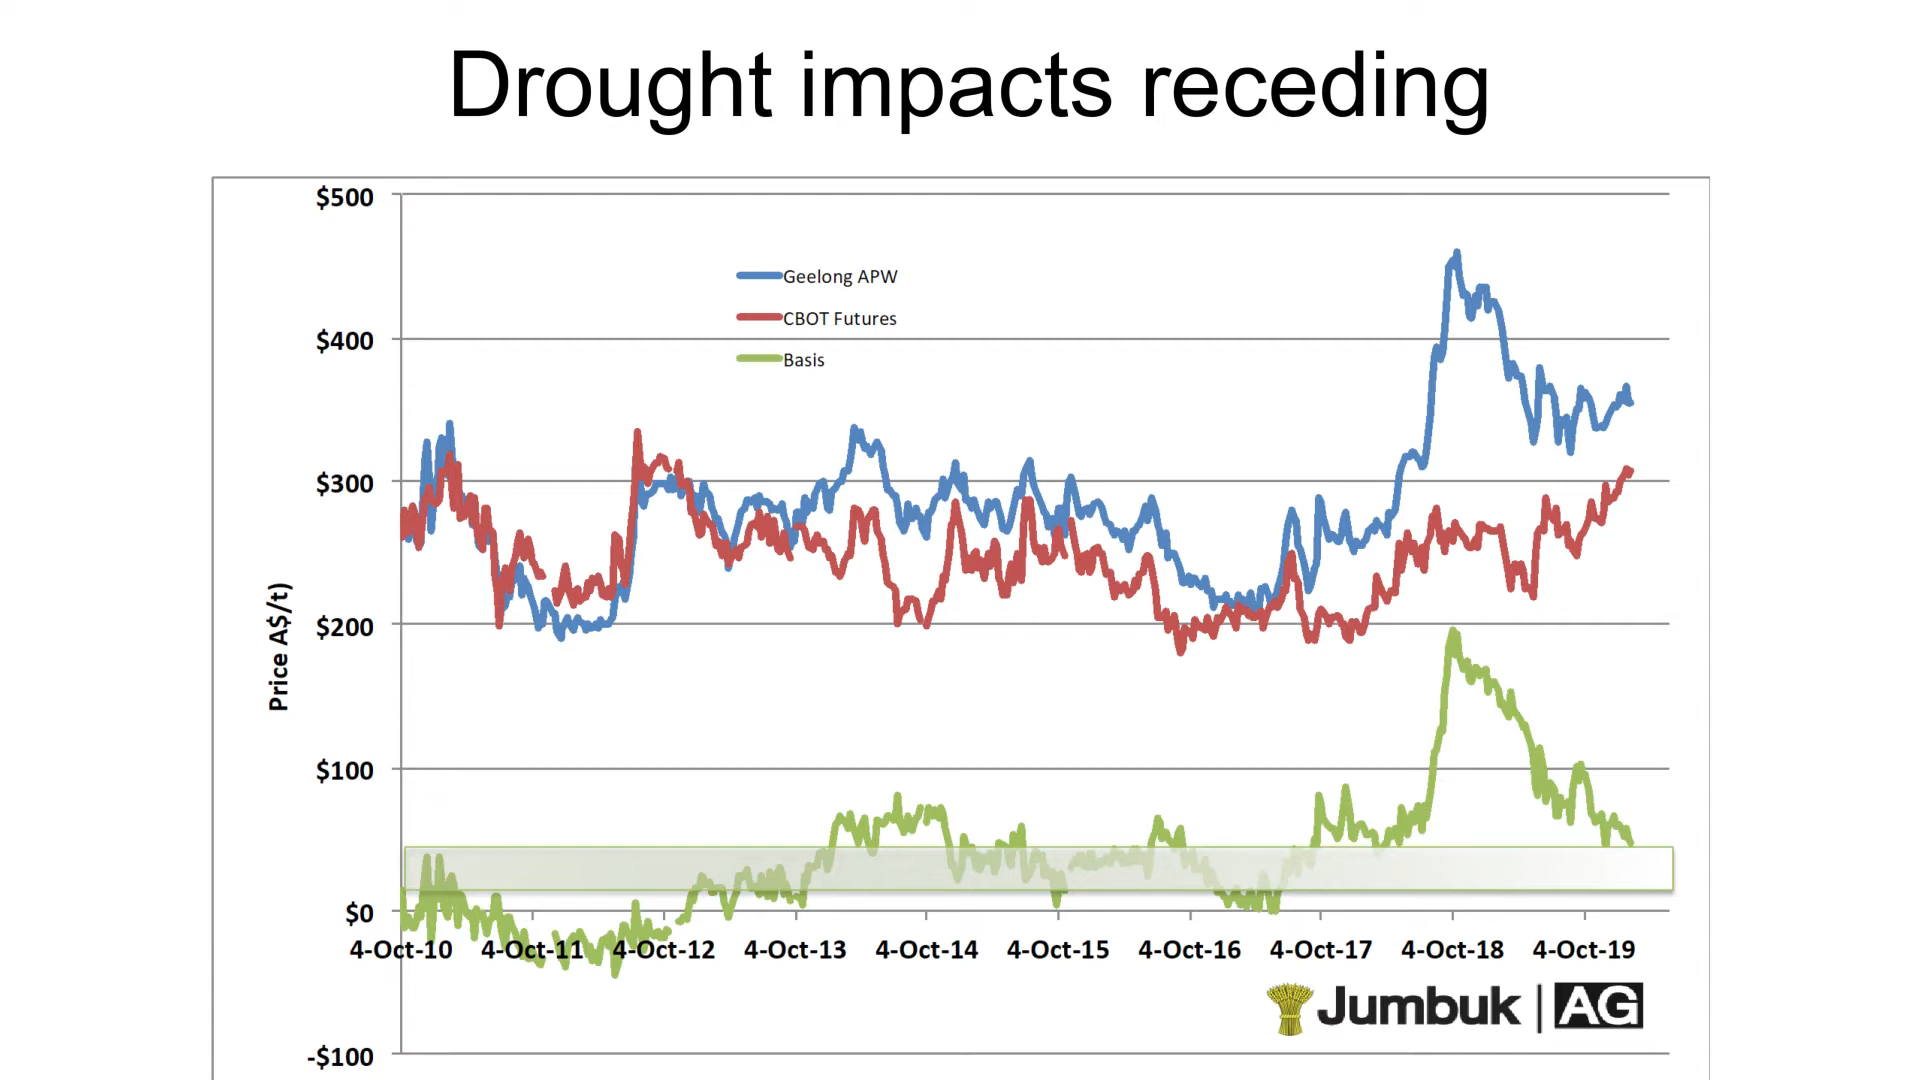 Drought impacts receding
$500
$400
$300
$200
$100
$0
-$100
Price A$/t)
Geelong APW
CBOT Futures
Basis
4-Oct-10 4-Oct-11 4-Oct-12 4-Oct-13 4-Oct-14 4-Oct-15 4-Oct-16 4-Oct-17 4-Oct-18 4-Oct-19
Jumbuk | AG